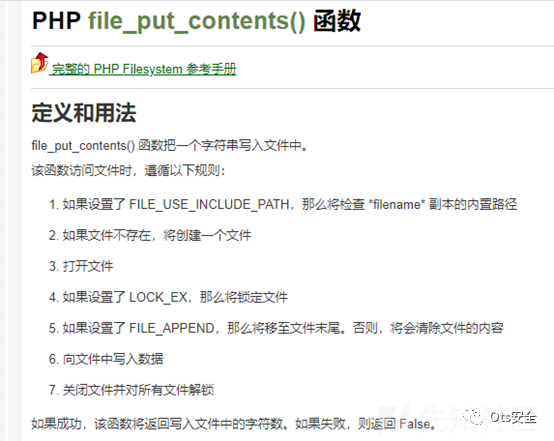 PHP file_put_contents() 函数
完整的 PHP Filesystem 参考手册
定义和用法
file_put_contents() 函数把一个字符串写入文件中。
该函数访问文件时，遵循以下规则：
1. 如果设置了 FILE_USE_INCLUDE_PATH，那么将检查 *filename* 副本的内置路径
2. 如果文件不存在，将创建一个文件
3. 打开文件
4. 如果设置了 LOCK_EX，那么将锁定文件
5. 如果设置了 FILE_APPEND，那么将移至文件末尾。否则，将会清除文件的内容
6. 向文件中写入数据
7. 关闭文件并对所有文件解锁
如果成功，该函数将返回写入文件中的字符数。如果失败，则返回 False。
Ots安全